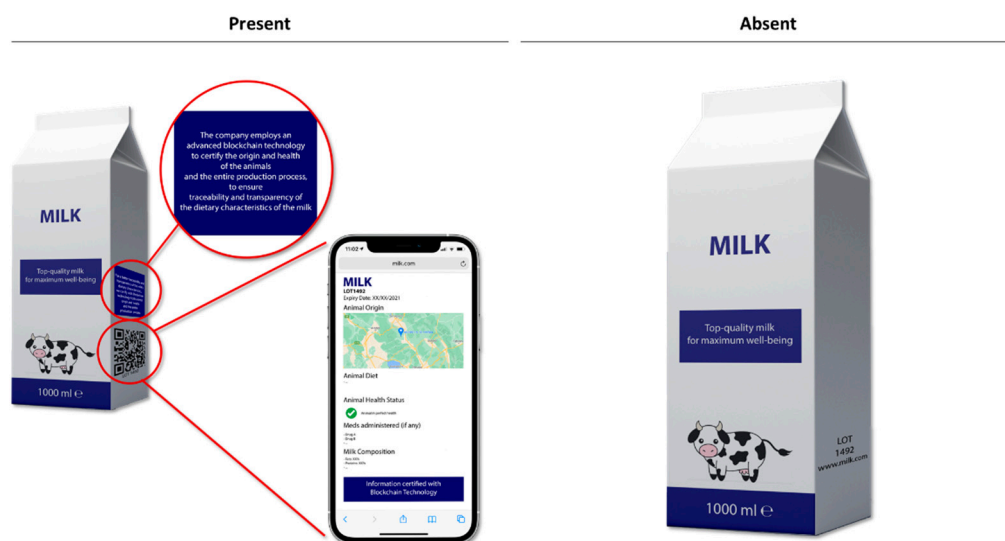 Present
Absent
The company employs an
advanced blockchain technology
to certify the origin and health
of the animals
and the entire production process,
to ensure
traceability and transparency of
the dietary characteristics of the milk
MILK
Top-quality milk
for maximum well-being
1000 ml ℮
11:02
milk.com
MILK
LOT1492
Expiry Date: XX/XX/2021
Animal Origin
Animal Diet
Animal Health Status
Meds administered (if any)
- Drug A
- Drug B
Milk Composition
Information certified with
Blockchain Technology
MILK
Top-quality milk
for maximum well-being
LOT
1492
www.milk.com
1000 ml ℮